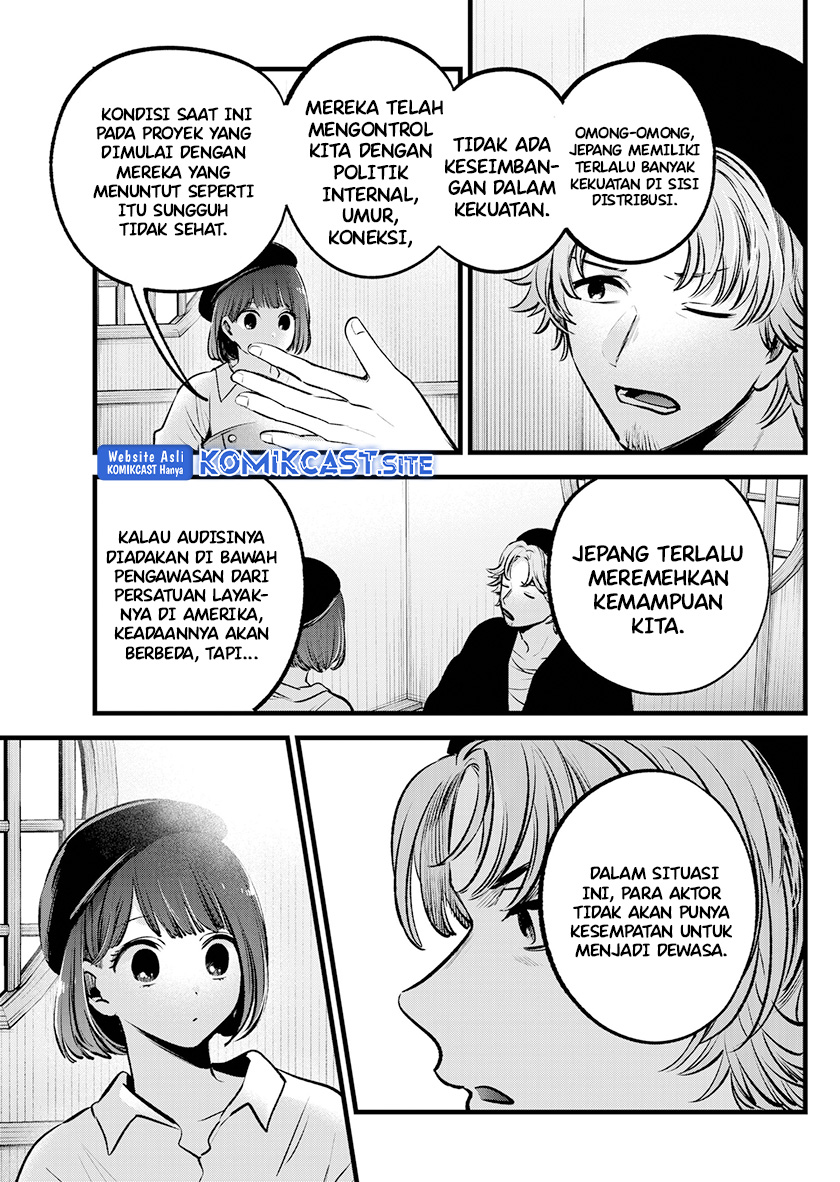 OMONG-OMONG,
JEPANG MEMILIKI
TERLALU BANYAK
KEKUATAN DI SISI
DISTRIBUSI.
TIDAK ADA
KESEIMBAN-
GAN DALAM
KEKUATAN.
MEREKA TELAH
MENGONTROL
KITA DENGAN
POLITIK
INTERNAL,
UMUR,
KONEKSI,
KONDISI SAAT INI
PADA PROYEK YANG
DIMULAI DENGAN
MEREKA YANG
MENUNTUT SEPERTI
ITU SUNGGUH
TIDAK SEHAT.
Website Asli
KOMIKCAST Hanya
KOMIKCAST.SITE
JEPANG TERLALU
MEREMEHKAN
KEMAMPUAN
KITA.
KALAU AUDISINYA
DIADAKAN DI BAWAH
PENGAWASAN DARI
PERSATUAN LAYAK-
NYA DI AMERIKA,
KEADAANNYA AKAN
BERBEDA, TAPI...
DALAM SITUASI
INI, PARA AKTOR
TIDAK AKAN PUNYA
KESEMPATAN UNTUK
MENJADI DEWASA.